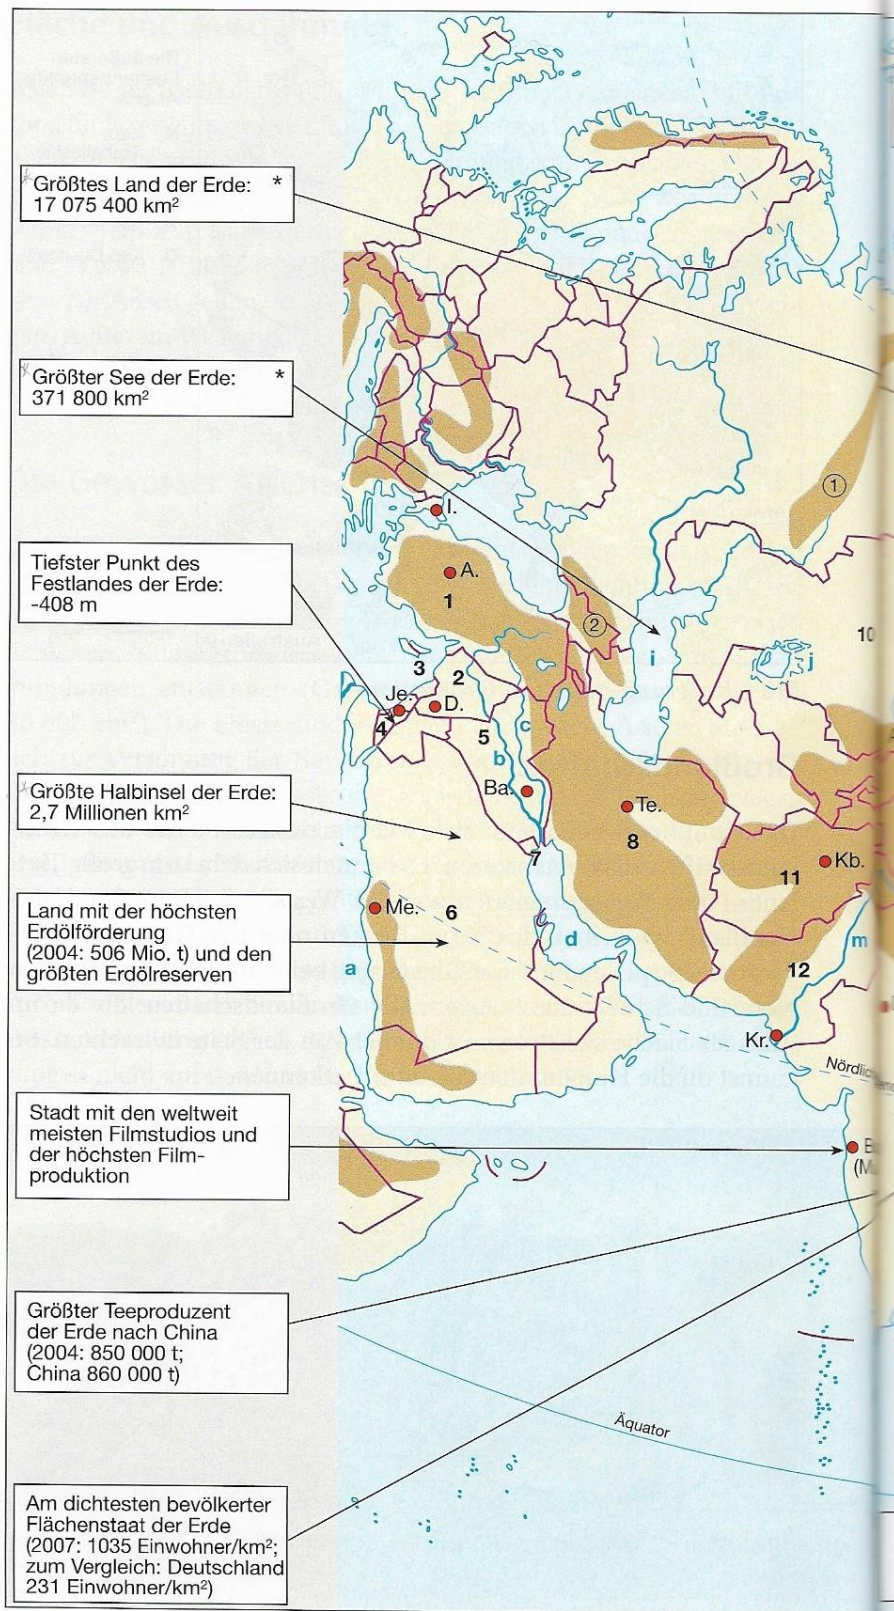 Größtes Land der Erde: *
17 075 400 km²
Größter See der Erde: *
371 800 km²
Tiefster Punkt des
Festlandes der Erde:
-408 m
Größte Halbinsel der Erde:
2,7 Millionen km²
Land mit der höchsten
Erdölförderung
(2004: 506 Mio. t) und den
größten Erdölreserven
Stadt mit den weltweit
meisten Filmstudios und
der höchsten Film-
produktion
Größter Teeproduzent
der Erde nach China
(2004: 850 000 t;
China 860 000 t)
Am dichtesten bevölkerter
Flächenstaat der Erde
(2007: 1035 Einwohner/km²;
zum Vergleich: Deutschland
231 Einwohner/km²)
1
I.
A.
1
2
10
i
j
3
2
Je.
D.
4
5
c
b
Ba.
Te.
8
7
11
Kb.
Me.
6
a
d
12
m
Kr.
Äquator